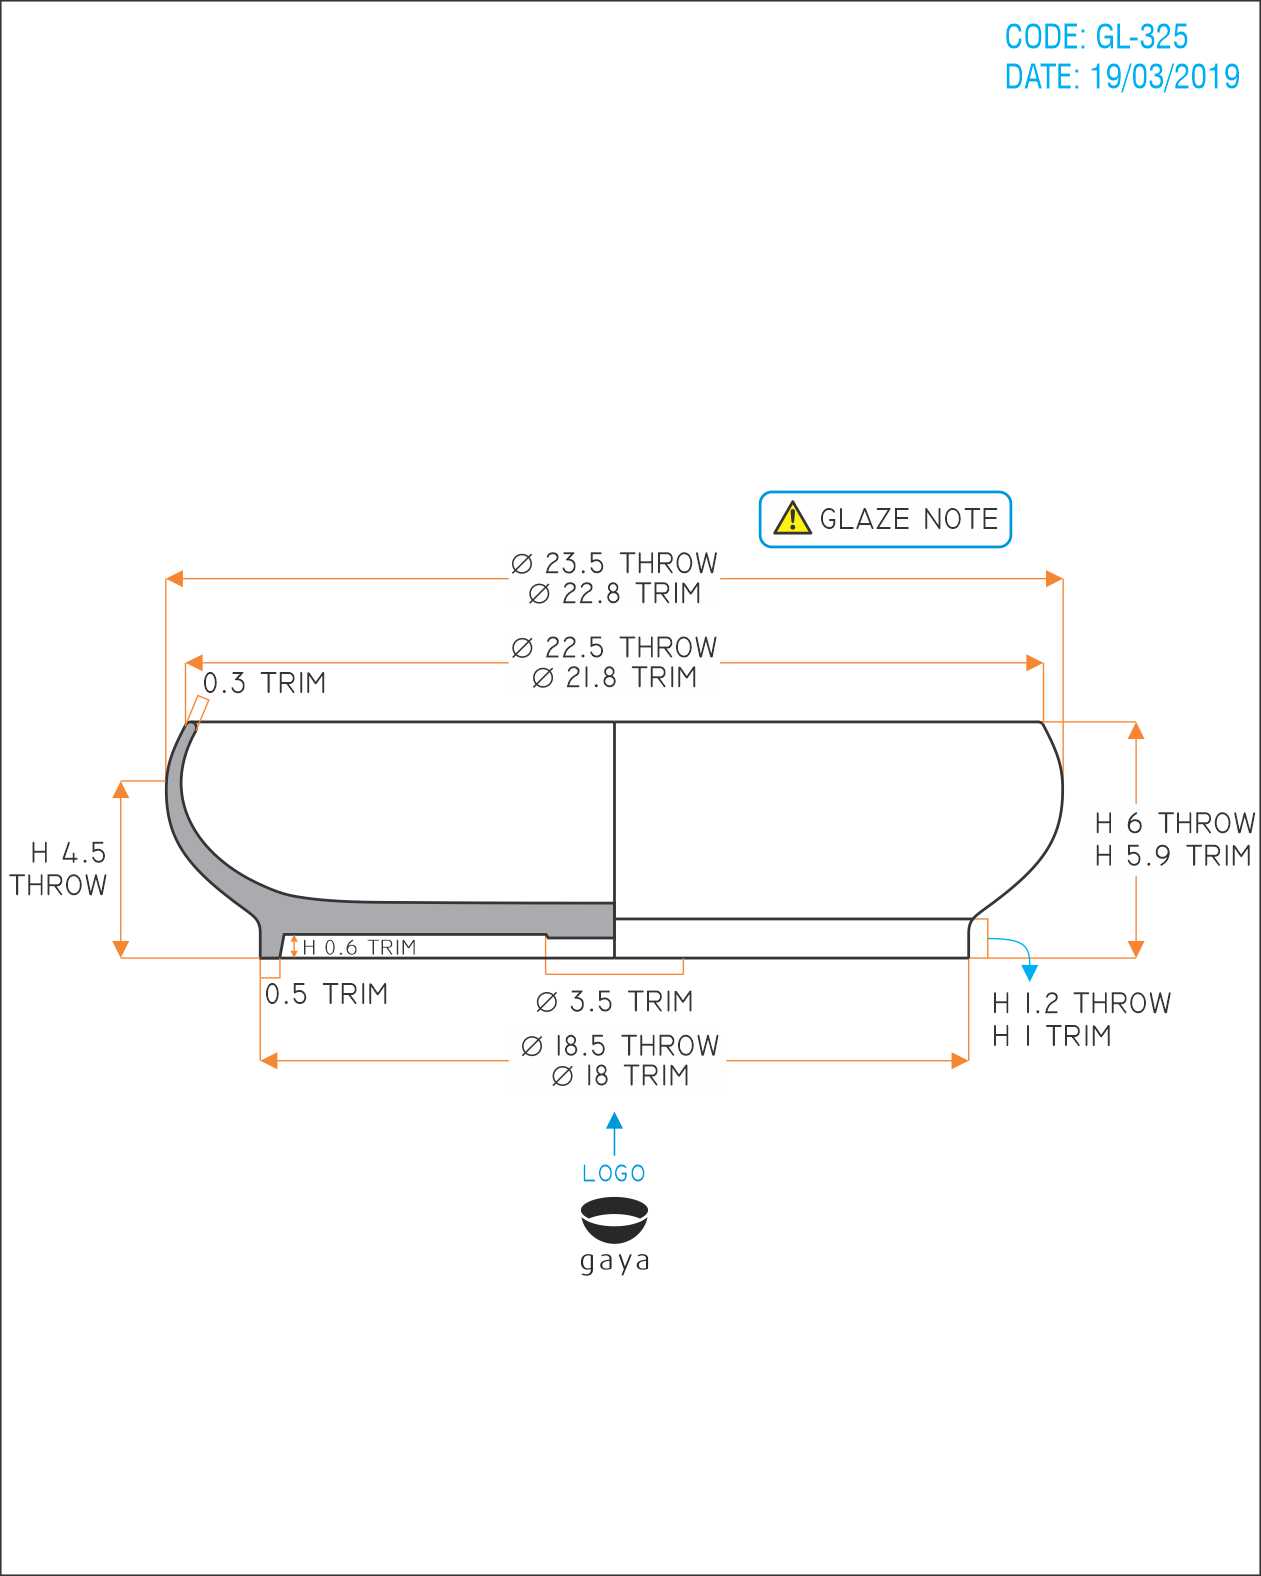 CODE: GL-325
DATE: 19/03/2019
GLAZE NOTE
Ø 23.5 THROW
Ø 22.8 TRIM
Ø 22.5 THROW
Ø 21.8 TRIM
0.3 TRIM
H 6 THROW
H 5.9 TRIM
H 4.5
THROW
H 0.6 TRIM
0.5 TRIM
Ø 3.5 TRIM
H 1.2 THROW
H 1 TRIM
Ø 18.5 THROW
Ø 18 TRIM
LOGO
gaya